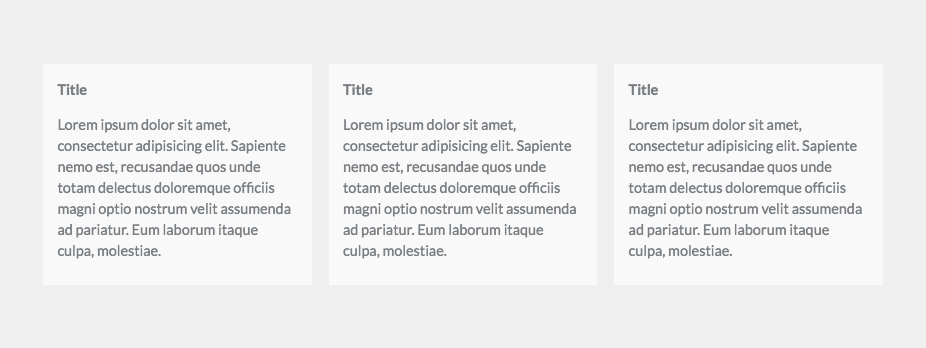 Title
Lorem ipsum dolor sit amet,
consectetur adipisicing elit. Sapiente
nemo est, recusandae quos unde
totam delectus doloremque officiis
magni optio nostrum velit assumenda
ad pariatur. Eum laborum itaque
culpa, molestiae.
Title
Lorem ipsum dolor sit amet,
consectetur adipisicing elit. Sapiente
nemo est, recusandae quos unde
totam delectus doloremque officiis
magni optio nostrum velit assumenda
ad pariatur. Eum laborum itaque
culpa, molestiae.
Title
Lorem ipsum dolor sit amet,
consectetur adipisicing elit. Sapiente
nemo est, recusandae quos unde
totam delectus doloremque officiis
magni optio nostrum velit assumenda
ad pariatur. Eum laborum itaque
culpa, molestiae.